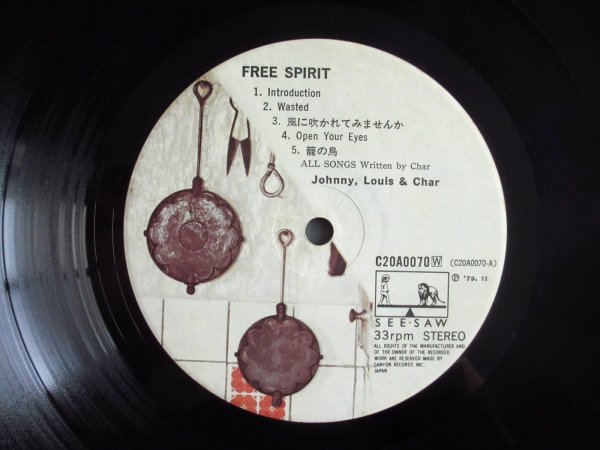 FREE SPIRIT
1. Introduction
2. Wasted
3. 風に吹かれてみませんか
4. Open Your Eyes
5. 籠の鳥
ALL SONGS Written by Char
Johnny, Louis & Char
C20A0070 W (C20A0070-A)
Ⓟ '79. 11
SEE·SAW
33rpm STEREO
ALL RIGHTS OF THE MANUFACTURER AND
OF THE OWNER OF THE RECORDED
WORK ARE RESERVED MADE BY
CANYON RECORDS INC.
JAPAN